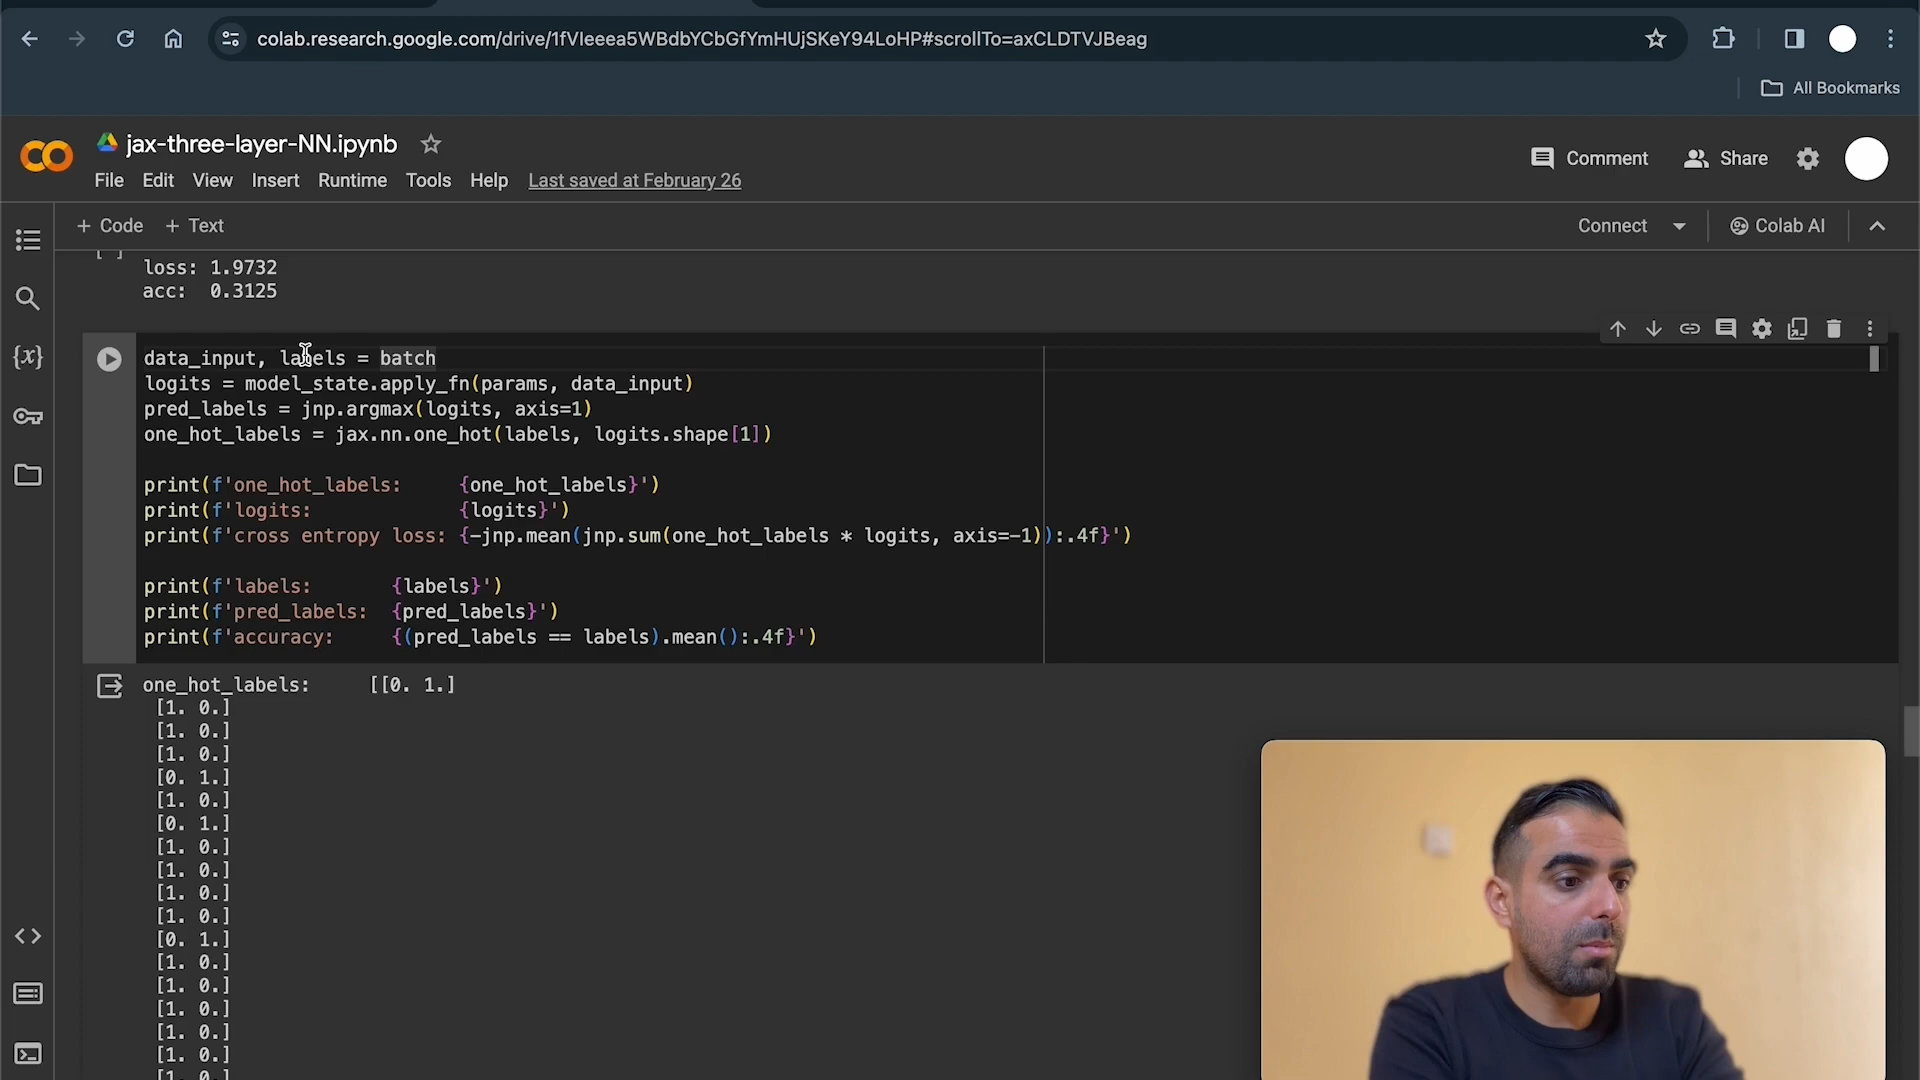 colab.research.google.com/drive/1fVIeeea5WBdbYCbGfYmHUjSKeY94LoHP#scrollTo=axCLDTVJBeag
All Bookmarks
jax-three-layer-NN.ipynb
Comment
Share
File Edit View Insert Runtime Tools Help Last saved at February 26
+ Code + Text
Connect
Colab AI
[ ]
loss: 1.9732
acc: 0.3125
{x}
data_input, labels = batch
logits = model_state.apply_fn(params, data_input)
pred_labels = jnp.argmax(logits, axis=1)
one_hot_labels = jax.nn.one_hot(labels, logits.shape[1])
print(f'one_hot_labels:     {one_hot_labels}')
print(f'logits:             {logits}')
print(f'cross entropy loss: {-jnp.mean(jnp.sum(one_hot_labels * logits, axis=-1)):.4f}')
print(f'labels:       {labels}')
print(f'pred_labels:  {pred_labels}')
print(f'accuracy:     {(pred_labels == labels).mean():.4f}')
one_hot_labels:     [[0. 1.]
[1. 0.]
[1. 0.]
[1. 0.]
[0. 1.]
[1. 0.]
[0. 1.]
[1. 0.]
[1. 0.]
[1. 0.]
[1. 0.]
[0. 1.]
[1. 0.]
[1. 0.]
[1. 0.]
[1. 0.]
[1. 0.]
[1. 0.]